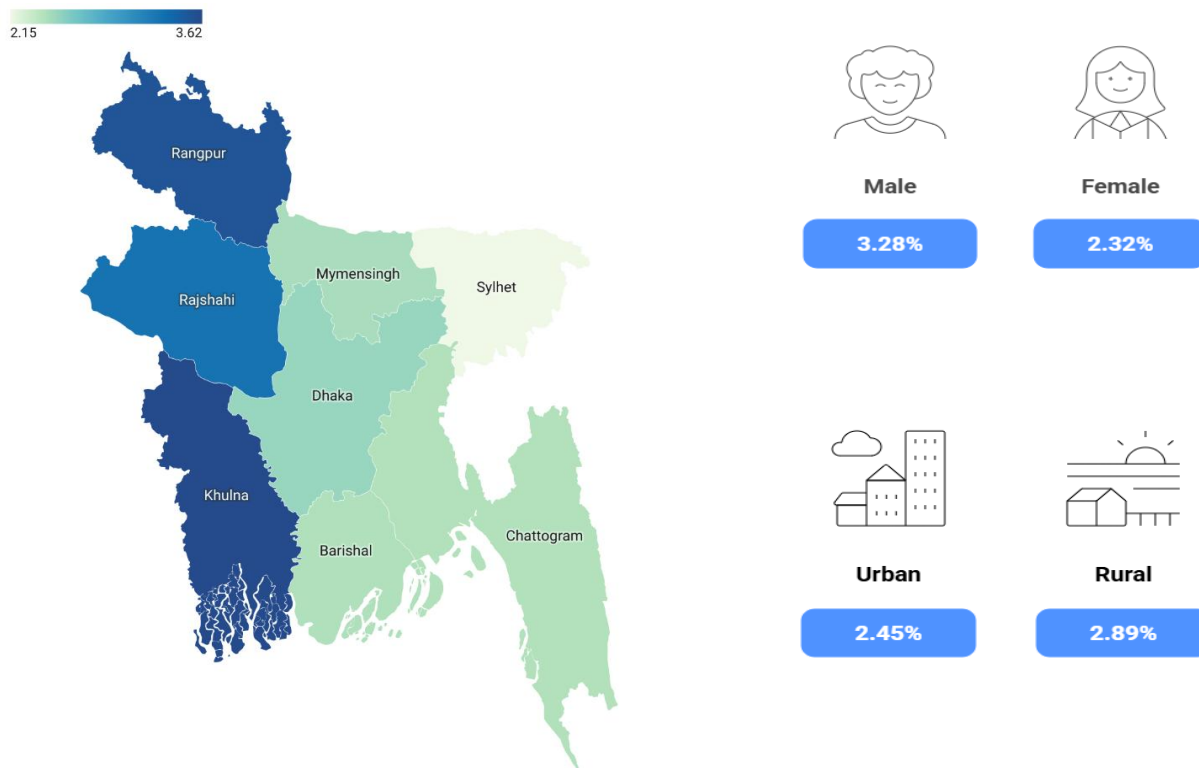 2.15 3.62
Rangpur
Mymensingh
Sylhet
Rajshahi
Dhaka
Khulna
Chattogram
Barishal
Male Female
3.28% 2.32%
Urban Rural
2.45% 2.89%